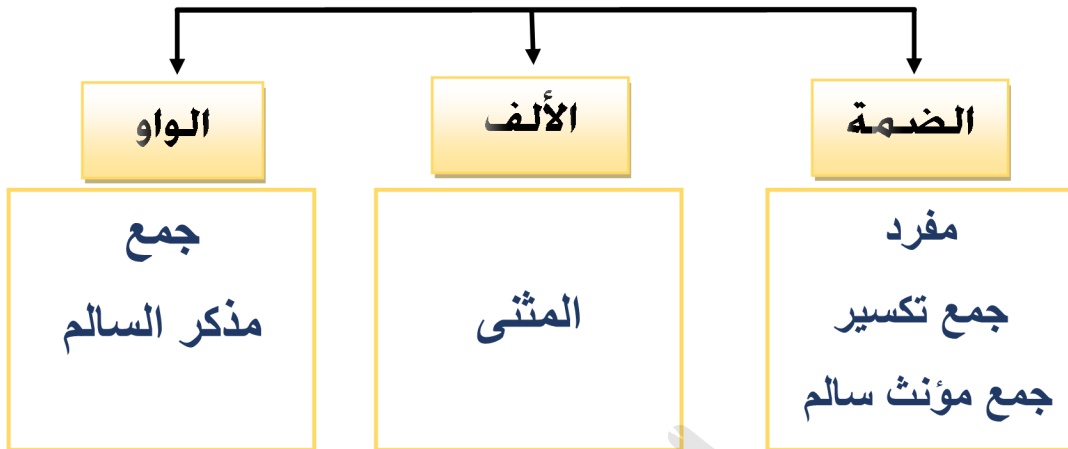 الضمة
الألف
الواو
مفرد
جمع تكسير
جمع مؤنث سالم
المثنى
جمع
مذكر السالم